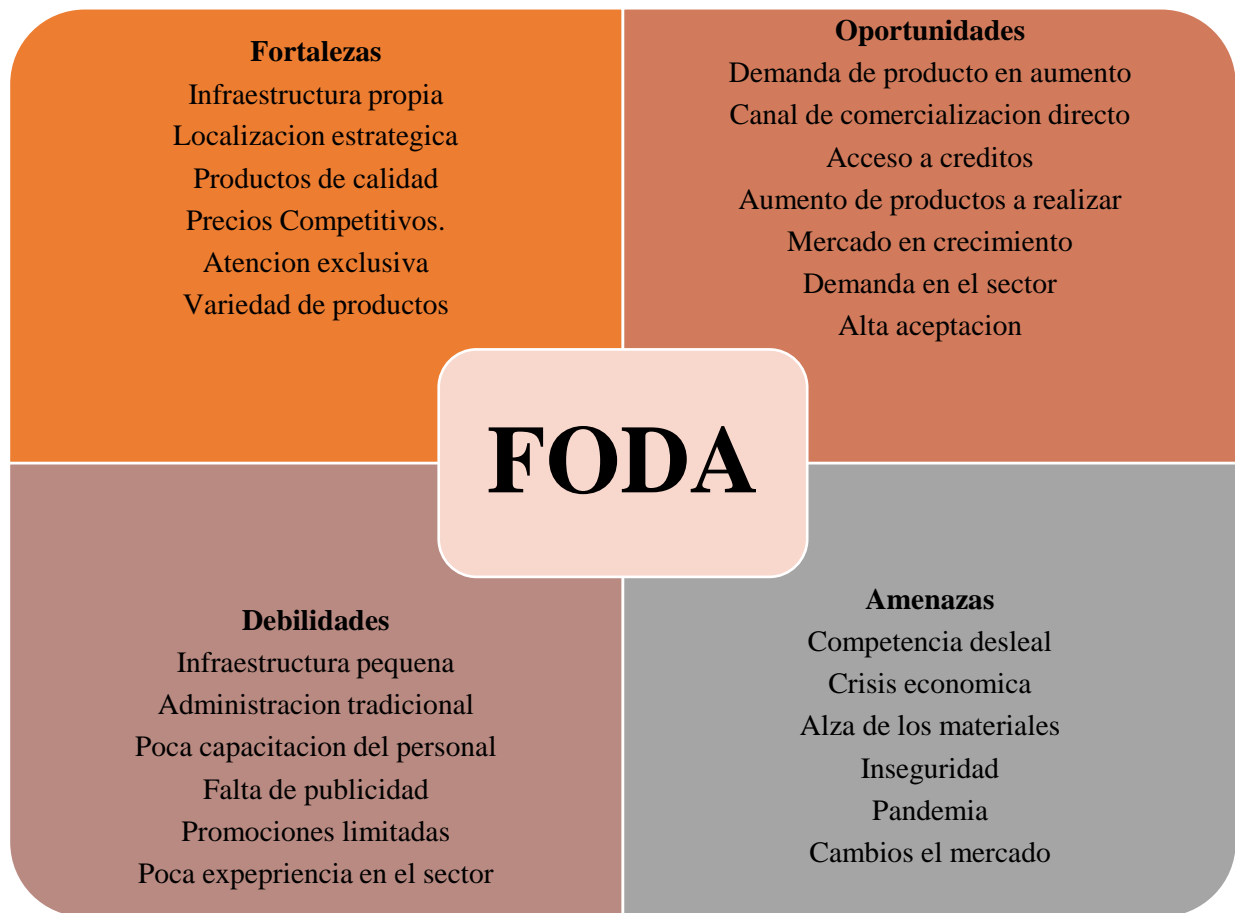 Fortalezas
Infraestructura propia
Localizacion estrategica
Productos de calidad
Precios Competitivos.
Atencion exclusiva
Variedad de productos
Oportunidades
Demanda de producto en aumento
Canal de comercializacion directo
Acceso a creditos
Aumento de productos a realizar
Mercado en crecimiento
Demanda en el sector
Alta aceptacion
FODA
Debilidades
Infraestructura pequena
Administracion tradicional
Poca capacitacion del personal
Falta de publicidad
Promociones limitadas
Poca expepriencia en el sector
Amenazas
Competencia desleal
Crisis economica
Alza de los materiales
Inseguridad
Pandemia
Cambios el mercado